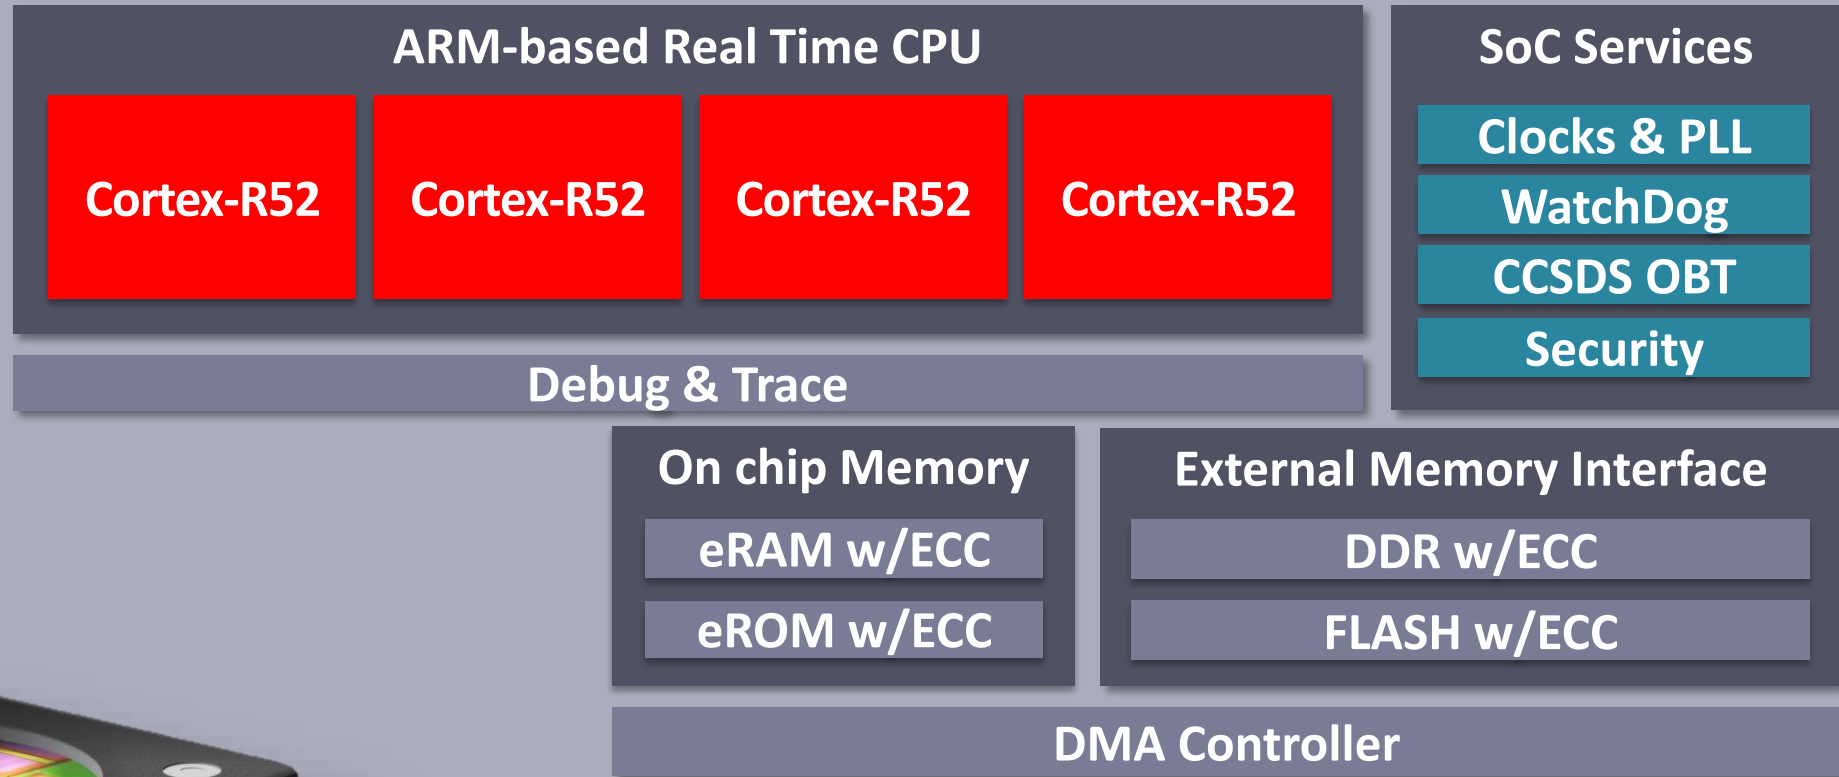 ARM-based Real Time CPU
Cortex-R52
Cortex-R52
Cortex-R52
Cortex-R52
Debug & Trace
SoC Services
Clocks & PLL
WatchDog
CCSDS OBT
Security
On chip Memory
eRAM w/ECC
eROM w/ECC
External Memory Interface
DDR w/ECC
FLASH w/ECC
DMA Controller